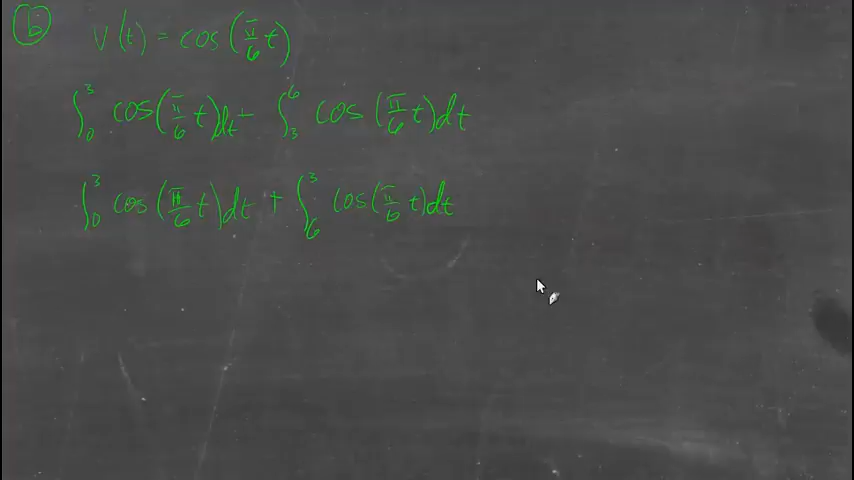 (b) v(t) = cos(π/6 t)
∫₀³ cos(π/6 t)dt - ∫₃⁶ cos(π/6 t)dt
∫₀³ cos(π/6 t)dt + ∫₆³ cos(π/6 t)dt